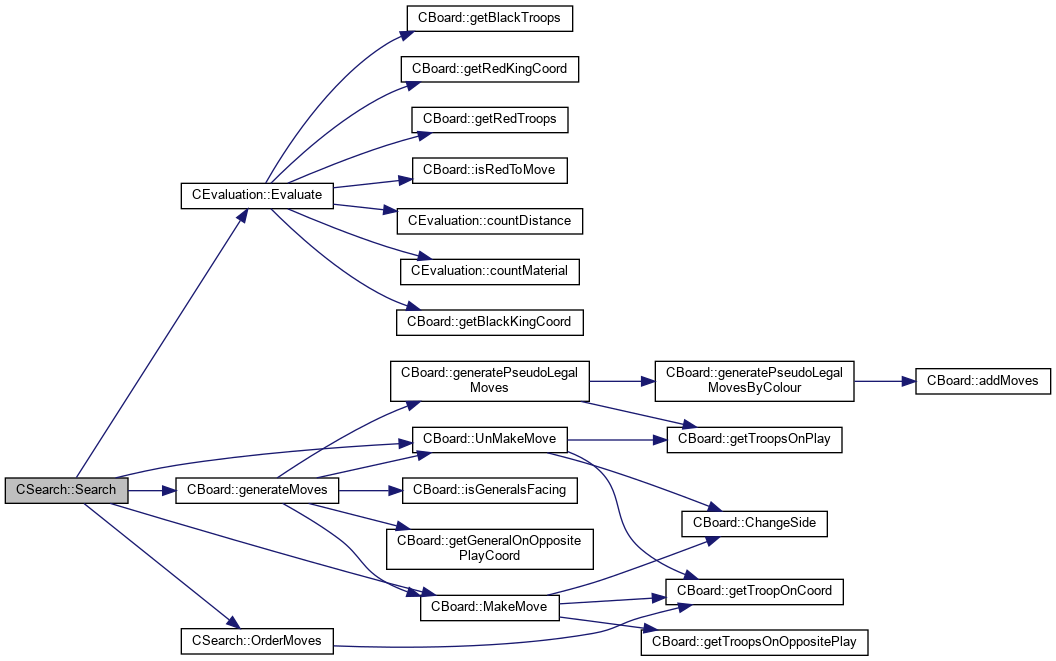 CBoard::getBlackTroops
CBoard::getRedKingCoord
CBoard::getRedTroops
CBoard::isRedToMove
CEvaluation::Evaluate
CEvaluation::countDistance
CEvaluation::countMaterial
CBoard::getBlackKingCoord
CBoard::generatePseudoLegal
Moves
CBoard::generatePseudoLegal
MovesByColour
CBoard::addMoves
CBoard::UnMakeMove
CBoard::getTroopsOnPlay
CSearch::Search
CBoard::generateMoves
CBoard::isGeneralsFacing
CBoard::ChangeSide
CBoard::getGeneralOnOpposite
PlayCoord
CBoard::getTroopOnCoord
CBoard::MakeMove
CSearch::OrderMoves
CBoard::getTroopsOnOppositePlay